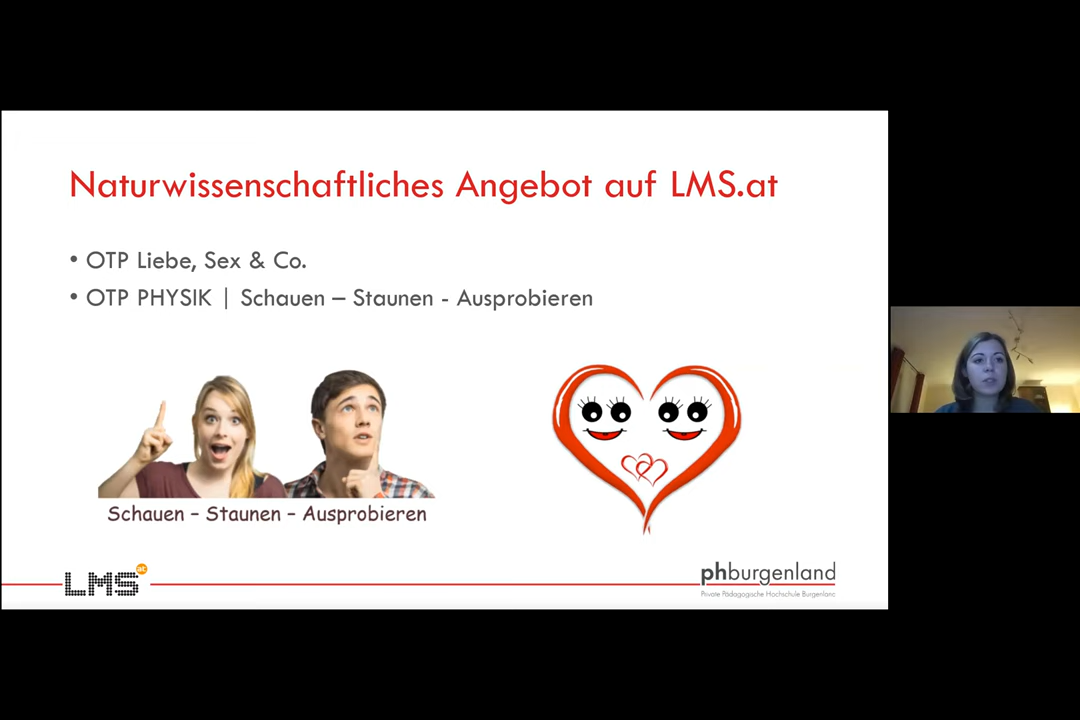 Naturwissenschaftliches Angebot auf LMS.at
• OTP Liebe, Sex & Co.
• OTP PHYSIK | Schauen – Staunen - Ausprobieren
Schauen – Staunen – Ausprobieren
LMS at
phburgenland
Private Pädagogische Hochschule Burgenland